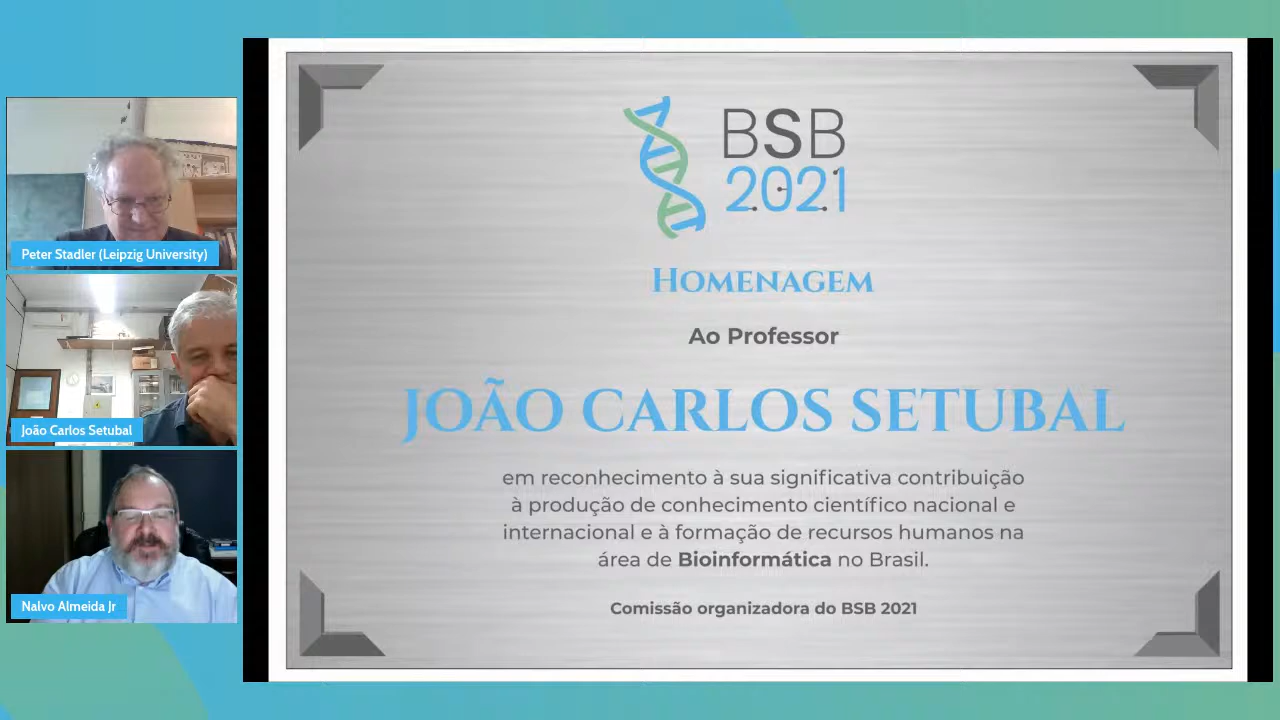 Peter Stadler (Leipzig University)
João Carlos Setubal
Nalvo Almeida Jr
BSB
2021
Homenagem
Ao Professor
JOÃO CARLOS SETUBAL
em reconhecimento à sua significativa contribuição
à produção de conhecimento científico nacional e
internacional e à formação de recursos humanos na
área de Bioinformática no Brasil.
Comissão organizadora do BSB 2021